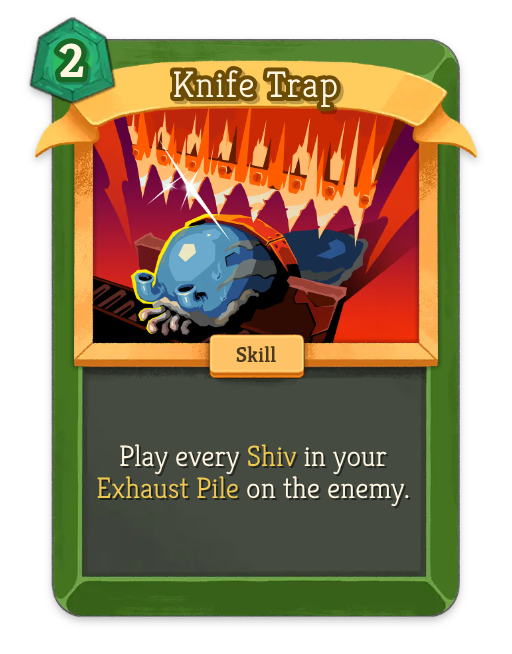 2
Knife Trap
Skill
Play every Shiv in your
Exhaust Pile on the enemy.